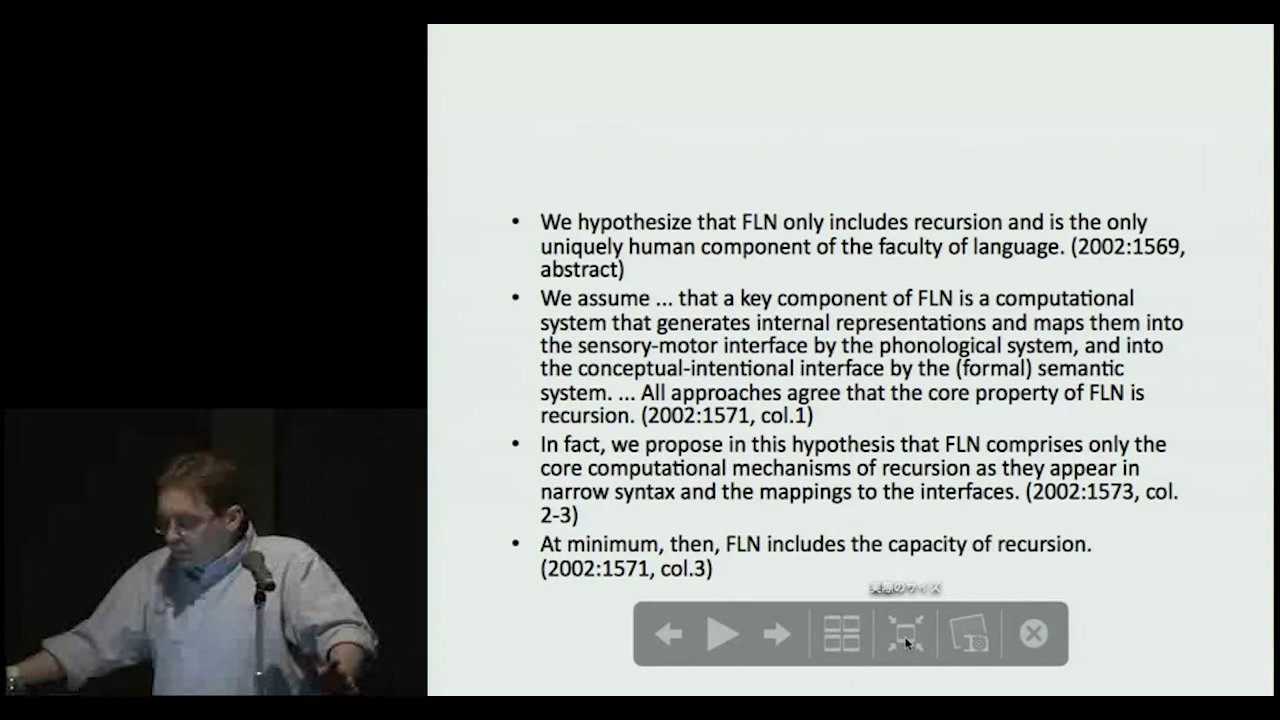 • We hypothesize that FLN only includes recursion and is the only
uniquely human component of the faculty of language. (2002:1569,
abstract)
• We assume ... that a key component of FLN is a computational
system that generates internal representations and maps them into
the sensory-motor interface by the phonological system, and into
the conceptual-intentional interface by the (formal) semantic
system. ... All approaches agree that the core property of FLN is
recursion. (2002:1571, col.1)
• In fact, we propose in this hypothesis that FLN comprises only the
core computational mechanisms of recursion as they appear in
narrow syntax and the mappings to the interfaces. (2002:1573, col.
2-3)
• At minimum, then, FLN includes the capacity of recursion.
(2002:1571, col.3)
実際のサイズ